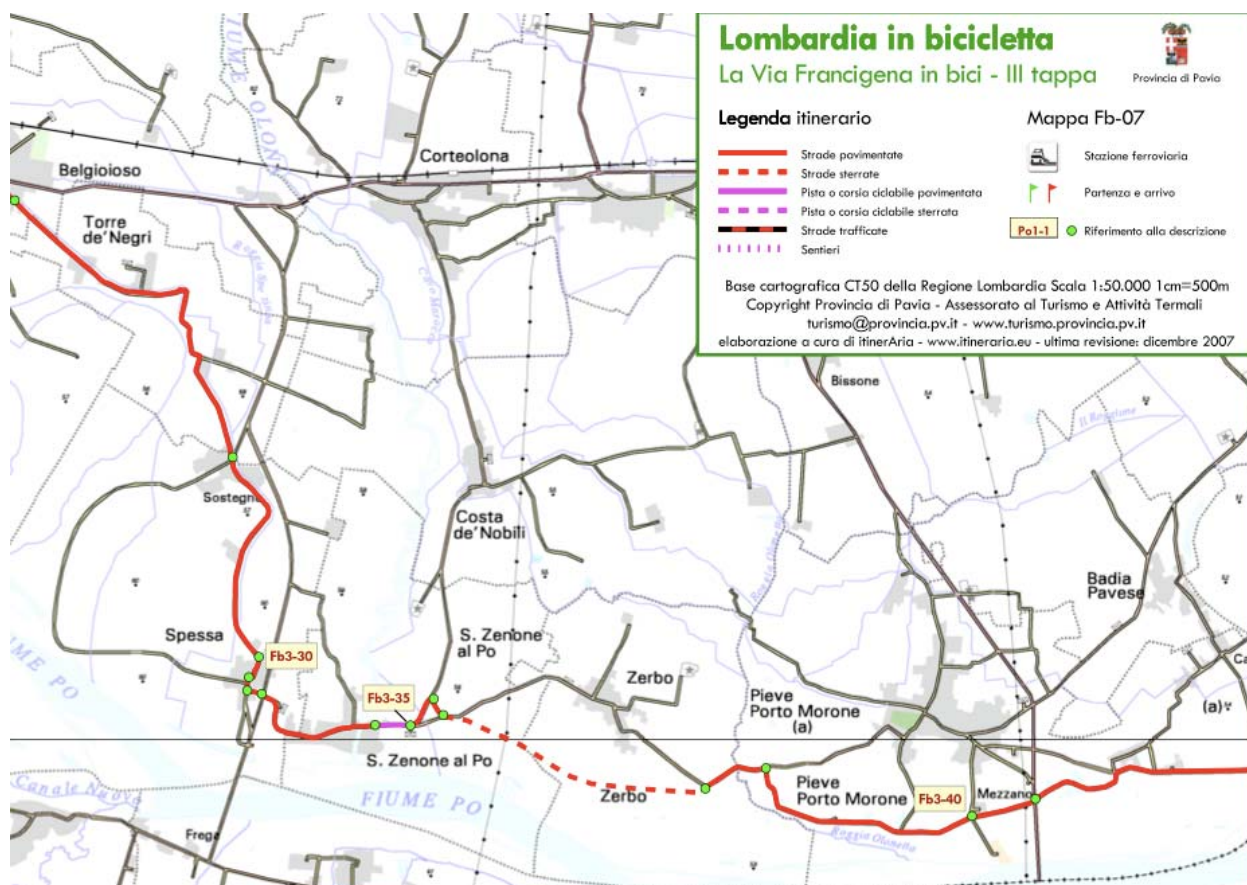 Lombardia in bicicletta
La Via Francigena in bici - III tappa
Provincia di Pavia
Legenda itinerario
Mappa Fb-07
Strade pavimentate
Strade sterrate
Pista o corsia ciclabile pavimentata
Pista o corsia ciclabile sterrata
Strade trafficate
Sentieri
Stazione ferroviaria
Partenza e arrivo
Po1-1
Riferimento alla descrizione
Base cartografica CT50 della Regione Lombardia Scala 1:50.000 1cm=500m
Copyright Provincia di Pavia - Assessorato al Turismo e Attività Termali
turismo@provincia.pv.it - www.turismo.provincia.pv.it
elaborazione a cura di itinerAria - www.itineraria.eu - ultima revisione: dicembre 2007
Belgioioso
Corteolona
Torre
de'Negri
Bissone
Il Reggione
Sostegno
Costa
de'Nobili
Badia
Pavese
Spessa
Fb3-30
S. Zenone
al Po
Fb3-35
Zerbo
Pieve
Porto Morone
(a)
(a)
S. Zenone al Po
Zerbo
Pieve
Porto Morone
Fb3-40
Mezzano
Canale Nuovo
FIUME PO
Frega
Roggia Olonetta